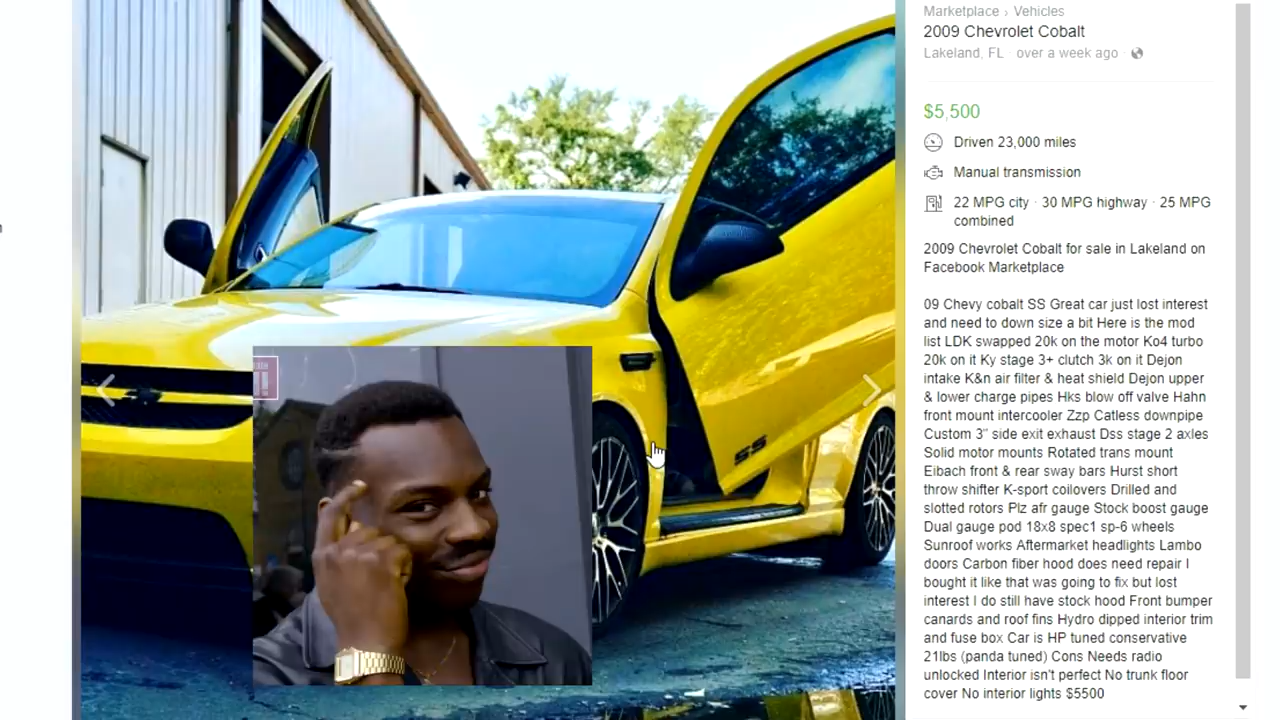 Marketplace › Vehicles
2009 Chevrolet Cobalt
Lakeland, FL · over a week ago ·
$5,500
Driven 23,000 miles
Manual transmission
22 MPG city · 30 MPG highway · 25 MPG
combined
2009 Chevrolet Cobalt for sale in Lakeland on
Facebook Marketplace
09 Chevy cobalt SS Great car just lost interest
and need to down size a bit Here is the mod
list LDK swapped 20k on the motor Ko4 turbo
20k on it Ky stage 3+ clutch 3k on it Dejon
intake K&n air filter & heat shield Dejon upper
& lower charge pipes Hks blow off valve Hahn
front mount intercooler Zzp Catless downpipe
Custom 3" side exit exhaust Dss stage 2 axles
Solid motor mounts Rotated trans mount
Eibach front & rear sway bars Hurst short
throw shifter K-sport coilovers Drilled and
slotted rotors Plz afr gauge Stock boost gauge
Dual gauge pod 18x8 spec1 sp-6 wheels
Sunroof works Aftermarket headlights Lambo
doors Carbon fiber hood does need repair I
bought it like that was going to fix but lost
interest I do still have stock hood Front bumper
canards and roof fins Hydro dipped interior trim
and fuse box Car is HP tuned conservative
21lbs (panda tuned) Cons Needs radio
unlocked Interior isn't perfect No trunk floor
cover No interior lights $5500
SS